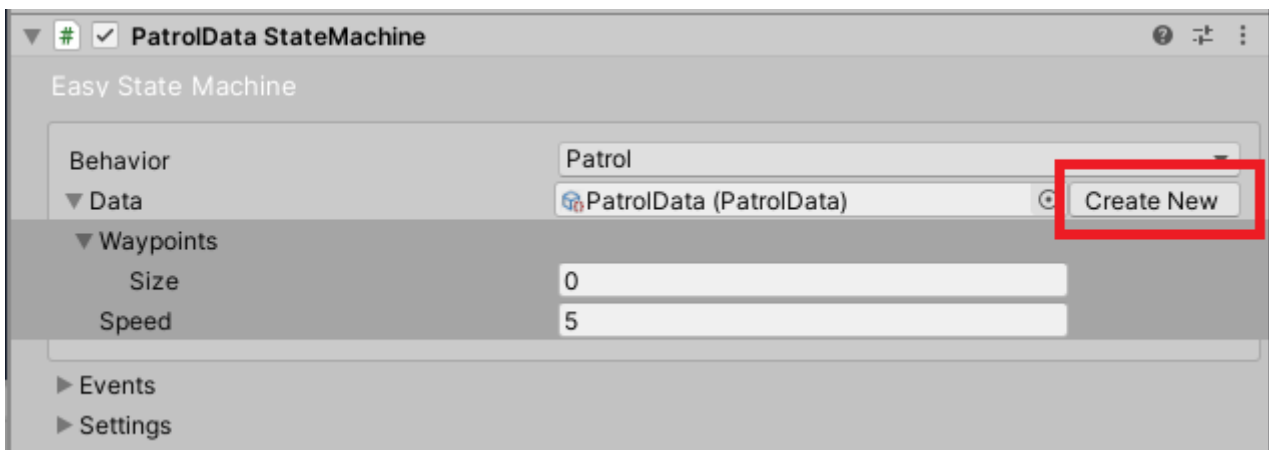 # PatrolData StateMachine
Easy State Machine
Behavior Patrol
Data PatrolData (PatrolData) Create New
Waypoints
Size 0
Speed 5
Events
Settings